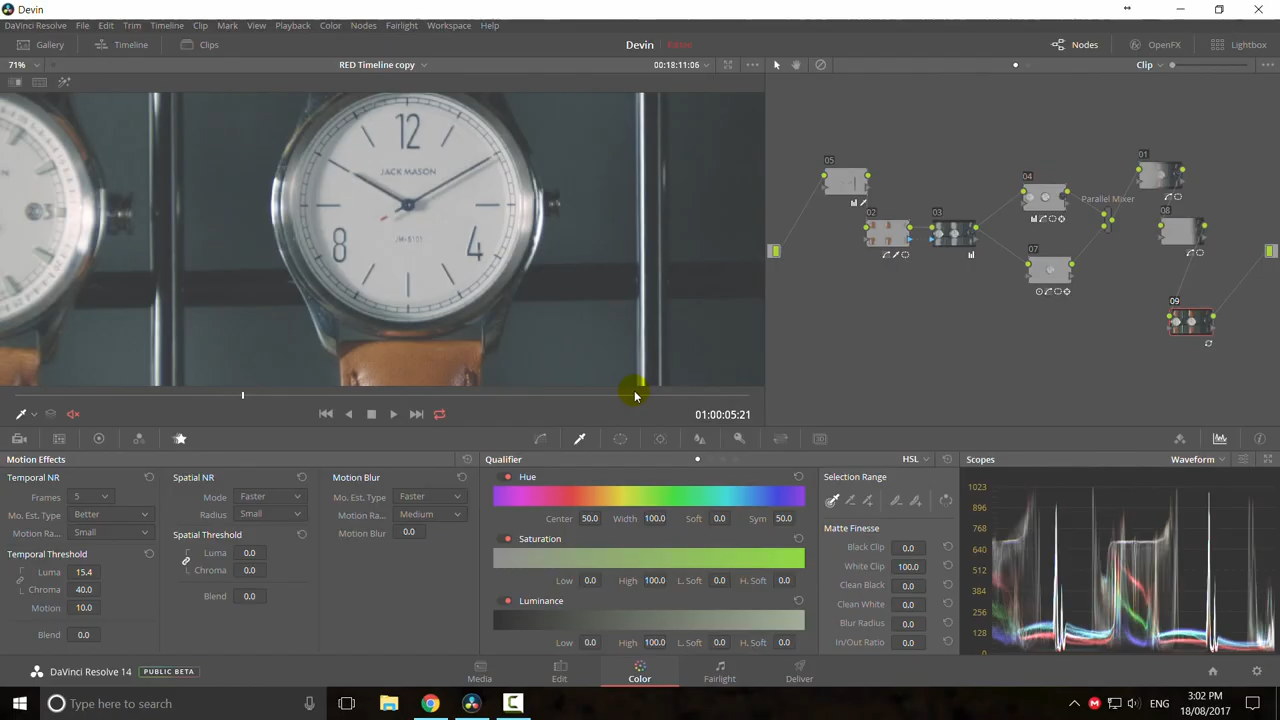 Devin
DaVinci Resolve File Edit Trim Timeline Clip Mark View Playback Color Nodes Fairlight Workspace Help
Gallery Timeline Clips Devin Edited Nodes OpenFX Lightbox
71% RED Timeline copy 00:18:11:06 Clip
12
JACK MASON
8 4
01
02
03
04
05
07
08
09
Parallel Mixer
01:00:05:21
Motion Effects
Temporal NR
Frames 5
Mo. Est. Type Better
Motion Ra... Small
Temporal Threshold
Luma 15.4
Chroma 40.0
Motion 10.0
Blend 0.0
Spatial NR
Mode Faster
Radius Small
Spatial Threshold
Luma 0.0
Chroma 0.0
Blend 0.0
Motion Blur
Mo. Est. Type Faster
Motion Ra... Medium
Motion Blur 0.0
Qualifier HSL
Hue
Center 50.0 Width 100.0 Soft 0.0 Sym 50.0
Saturation
Low 0.0 High 100.0 L. Soft 0.0 H. Soft 0.0
Luminance
Low 0.0 High 100.0 L. Soft 0.0 H. Soft 0.0
Selection Range
Matte Finesse
Black Clip 0.0
White Clip 100.0
Clean Black 0.0
Clean White 0.0
Blur Radius 0.0
In/Out Ratio 0.0
Scopes Waveform
1023
896
768
640
512
384
256
128
0
DaVinci Resolve 14 PUBLIC BETA
Media Edit Color Fairlight Deliver
Type here to search
ENG
3:02 PM
18/08/2017